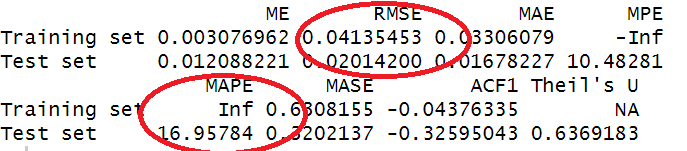 ME RMSE MAE MPE
Training set 0.003076962 0.04135453 0.03306079 -Inf
Test set 0.012088221 0.02014200 0.01678227 10.48281
MAPE MASE ACF1 Theil's U
Training set Inf 0.6308155 -0.04376335 NA
Test set 16.95784 0.3202137 -0.32595043 0.6369183